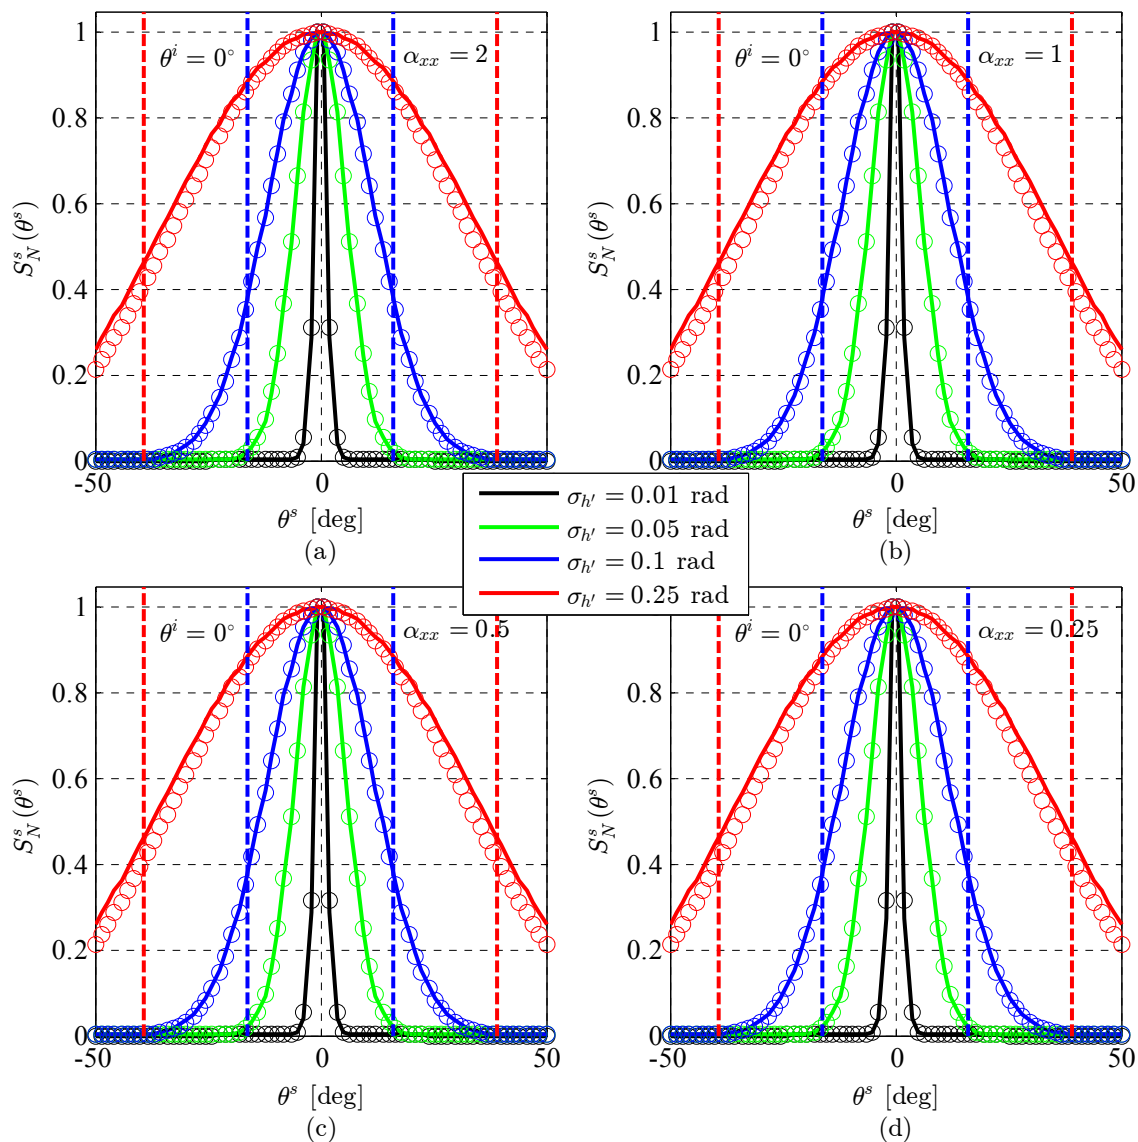 1
θⁱ = 0°
α_xx = 2
0.8
0.6
0.4
0.2
0
S_N^s(θ^s)
-50
0
50
θ^s [deg]
(a)
1
θⁱ = 0°
α_xx = 1
0.8
0.6
0.4
0.2
0
S_N^s(θ^s)
-50
0
50
θ^s [deg]
(b)
σ_h′ = 0.01 rad
σ_h′ = 0.05 rad
σ_h′ = 0.1 rad
σ_h′ = 0.25 rad
1
θⁱ = 0°
α_xx = 0.5
0.8
0.6
0.4
0.2
0
S_N^s(θ^s)
-50
0
50
θ^s [deg]
(c)
1
θⁱ = 0°
α_xx = 0.25
0.8
0.6
0.4
0.2
0
S_N^s(θ^s)
-50
0
50
θ^s [deg]
(d)